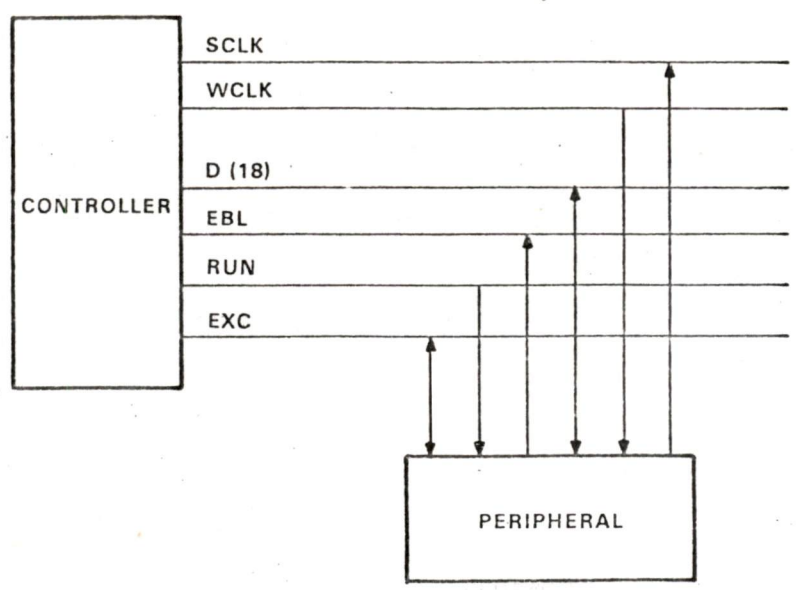 SCLK
WCLK
D (18)
CONTROLLER
EBL
RUN
EXC
PERIPHERAL